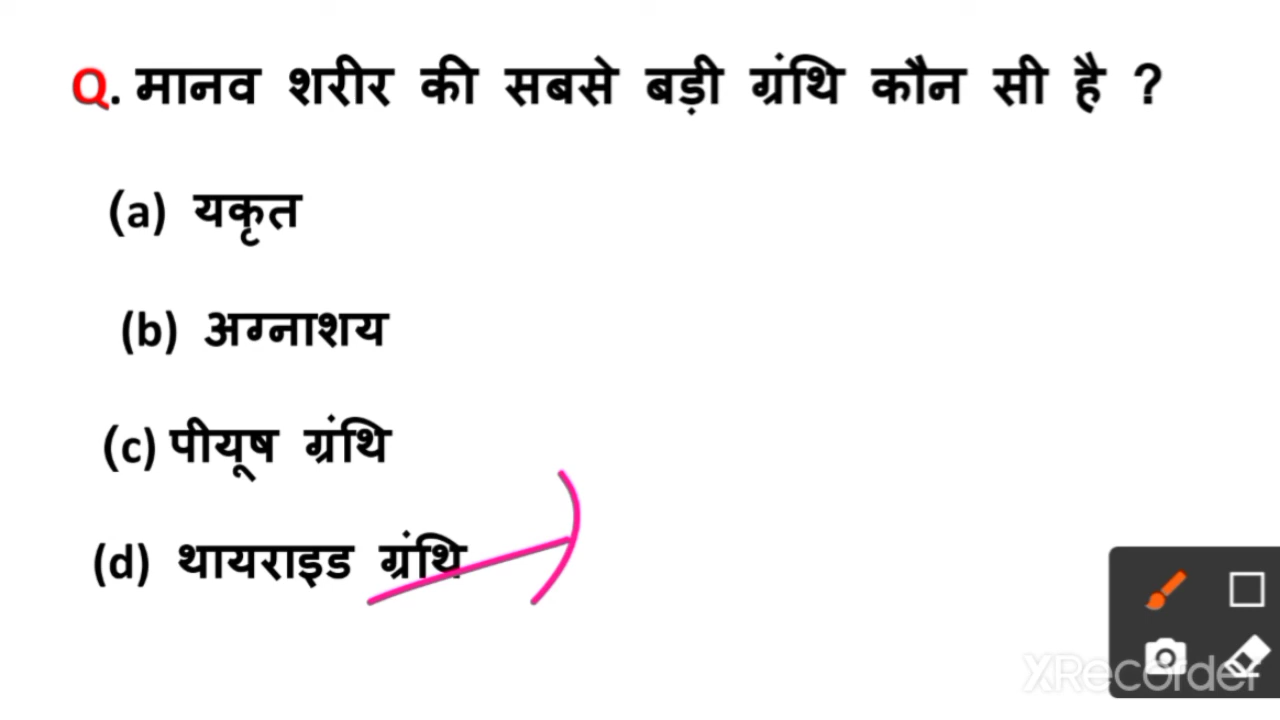 Q. मानव शरीर की सबसे बड़ी ग्रंथि कौन सी है ?
(a) यकृत
(b) अग्नाशय
(c) पीयूष ग्रंथि
(d) थायराइड ग्रंथि
XRecorder